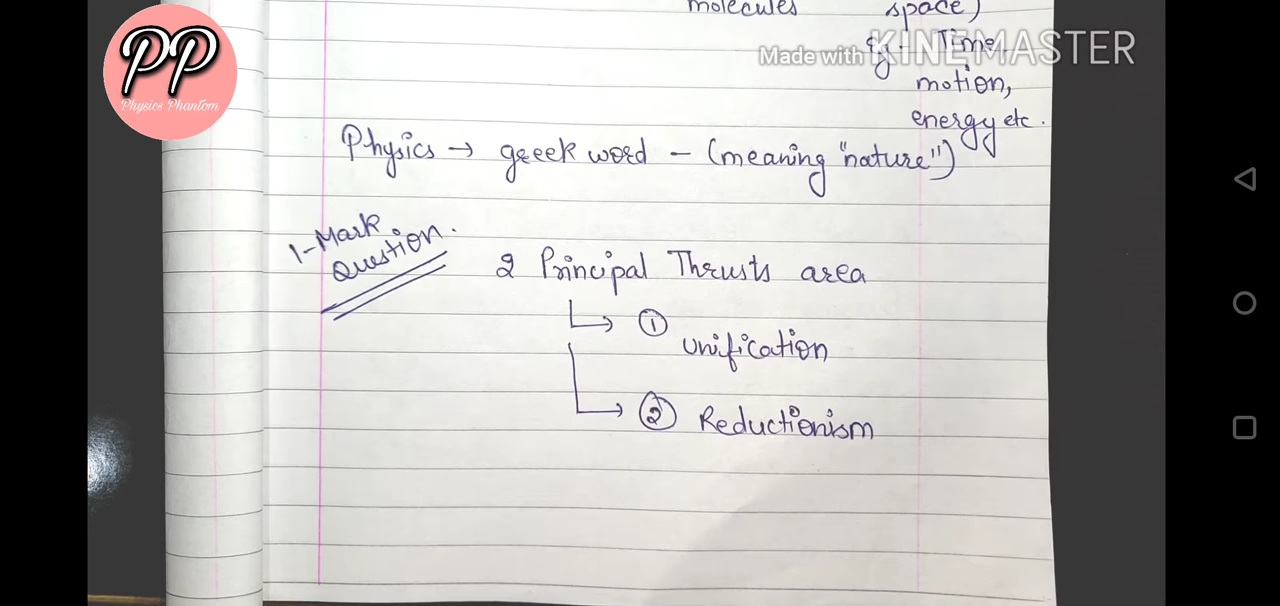 molecules space)
Eg- Time,
motion,
energy etc.
Physics → greek word - (meaning "nature")
1-Mark Question.
2 Principal Thrusts area
① unification
② Reductionism
PP
Physics Phantom
Made with KINEMASTER